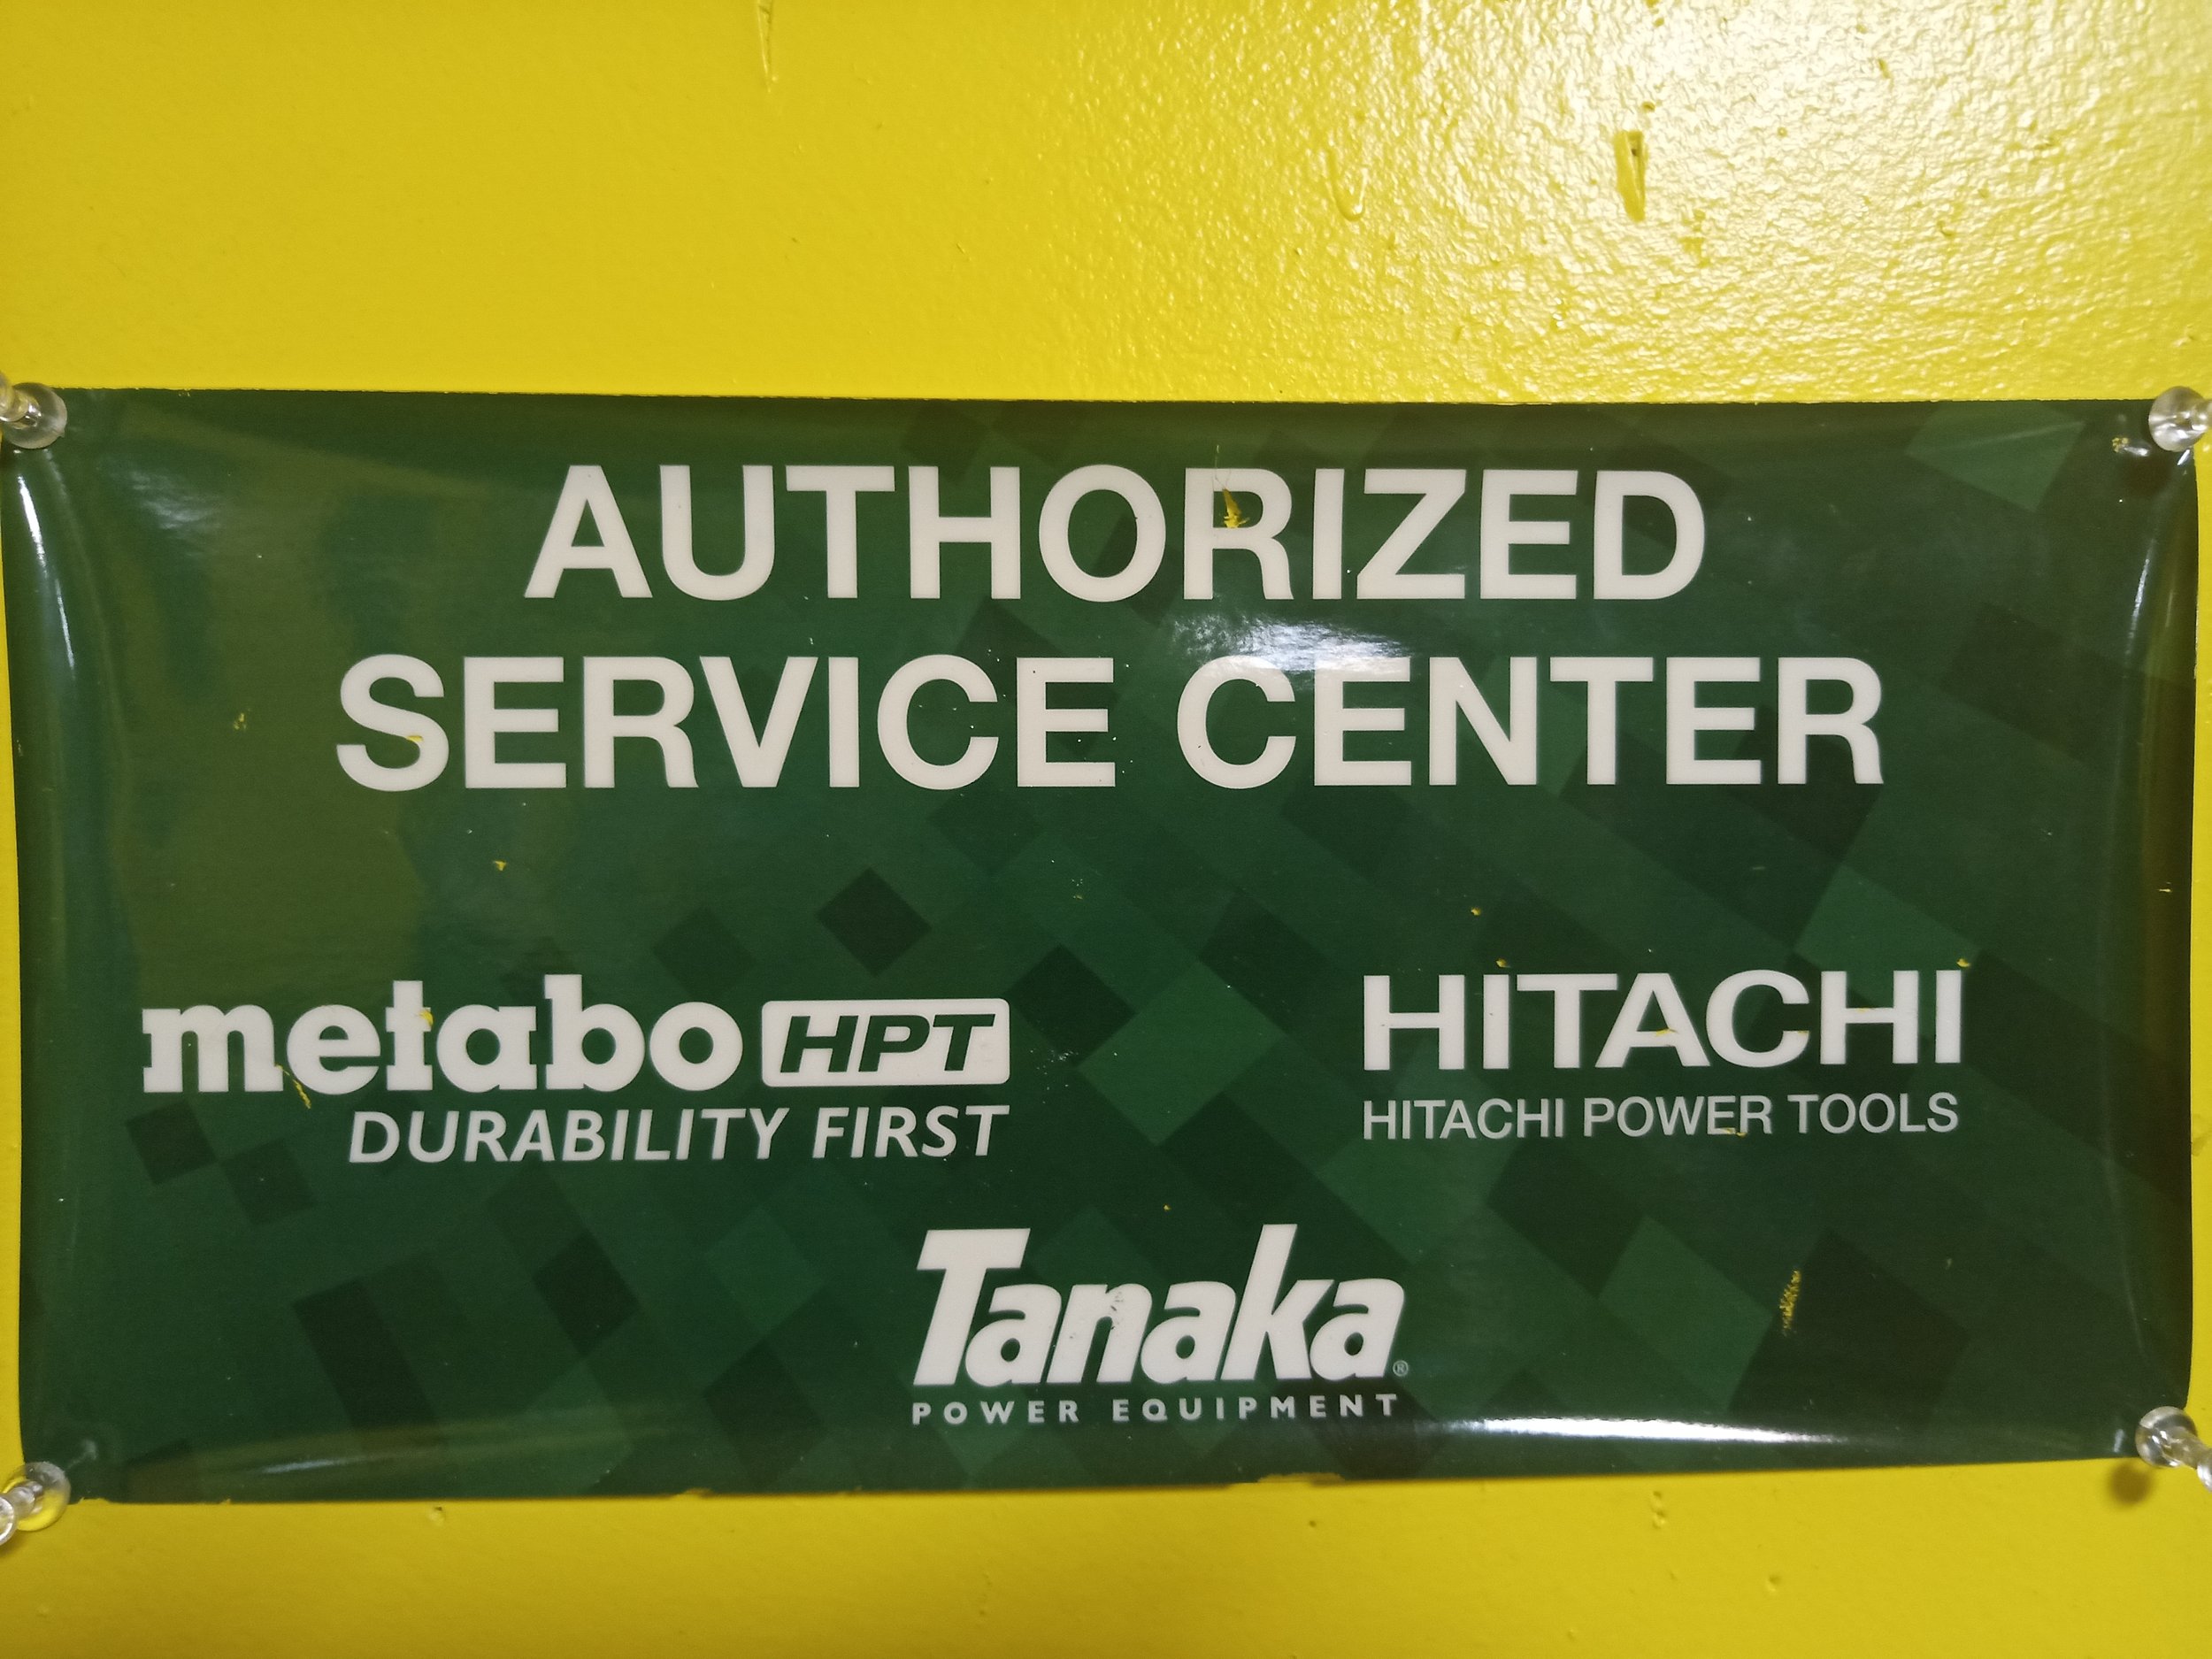 AUTHORIZED
SERVICE CENTER
metabo HPT
DURABILITY FIRST
HITACHI
HITACHI POWER TOOLS
Tanaka®
POWER EQUIPMENT